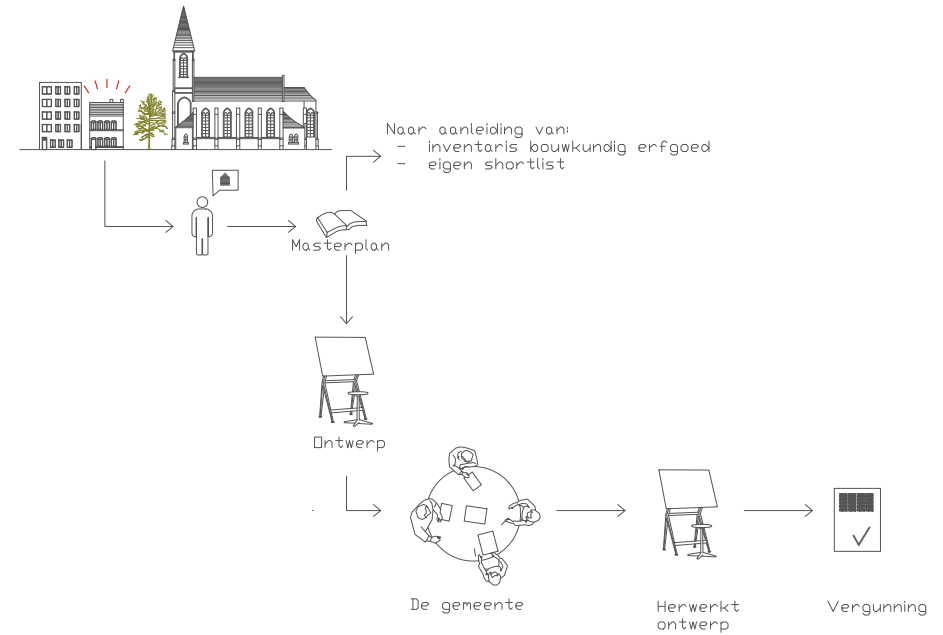 Naar aanleiding van:
- inventaris bouwkundig erfgoed
- eigen shortlist
Masterplan
Ontwerp
De gemeente
Herwerkt
ontwerp
Vergunning